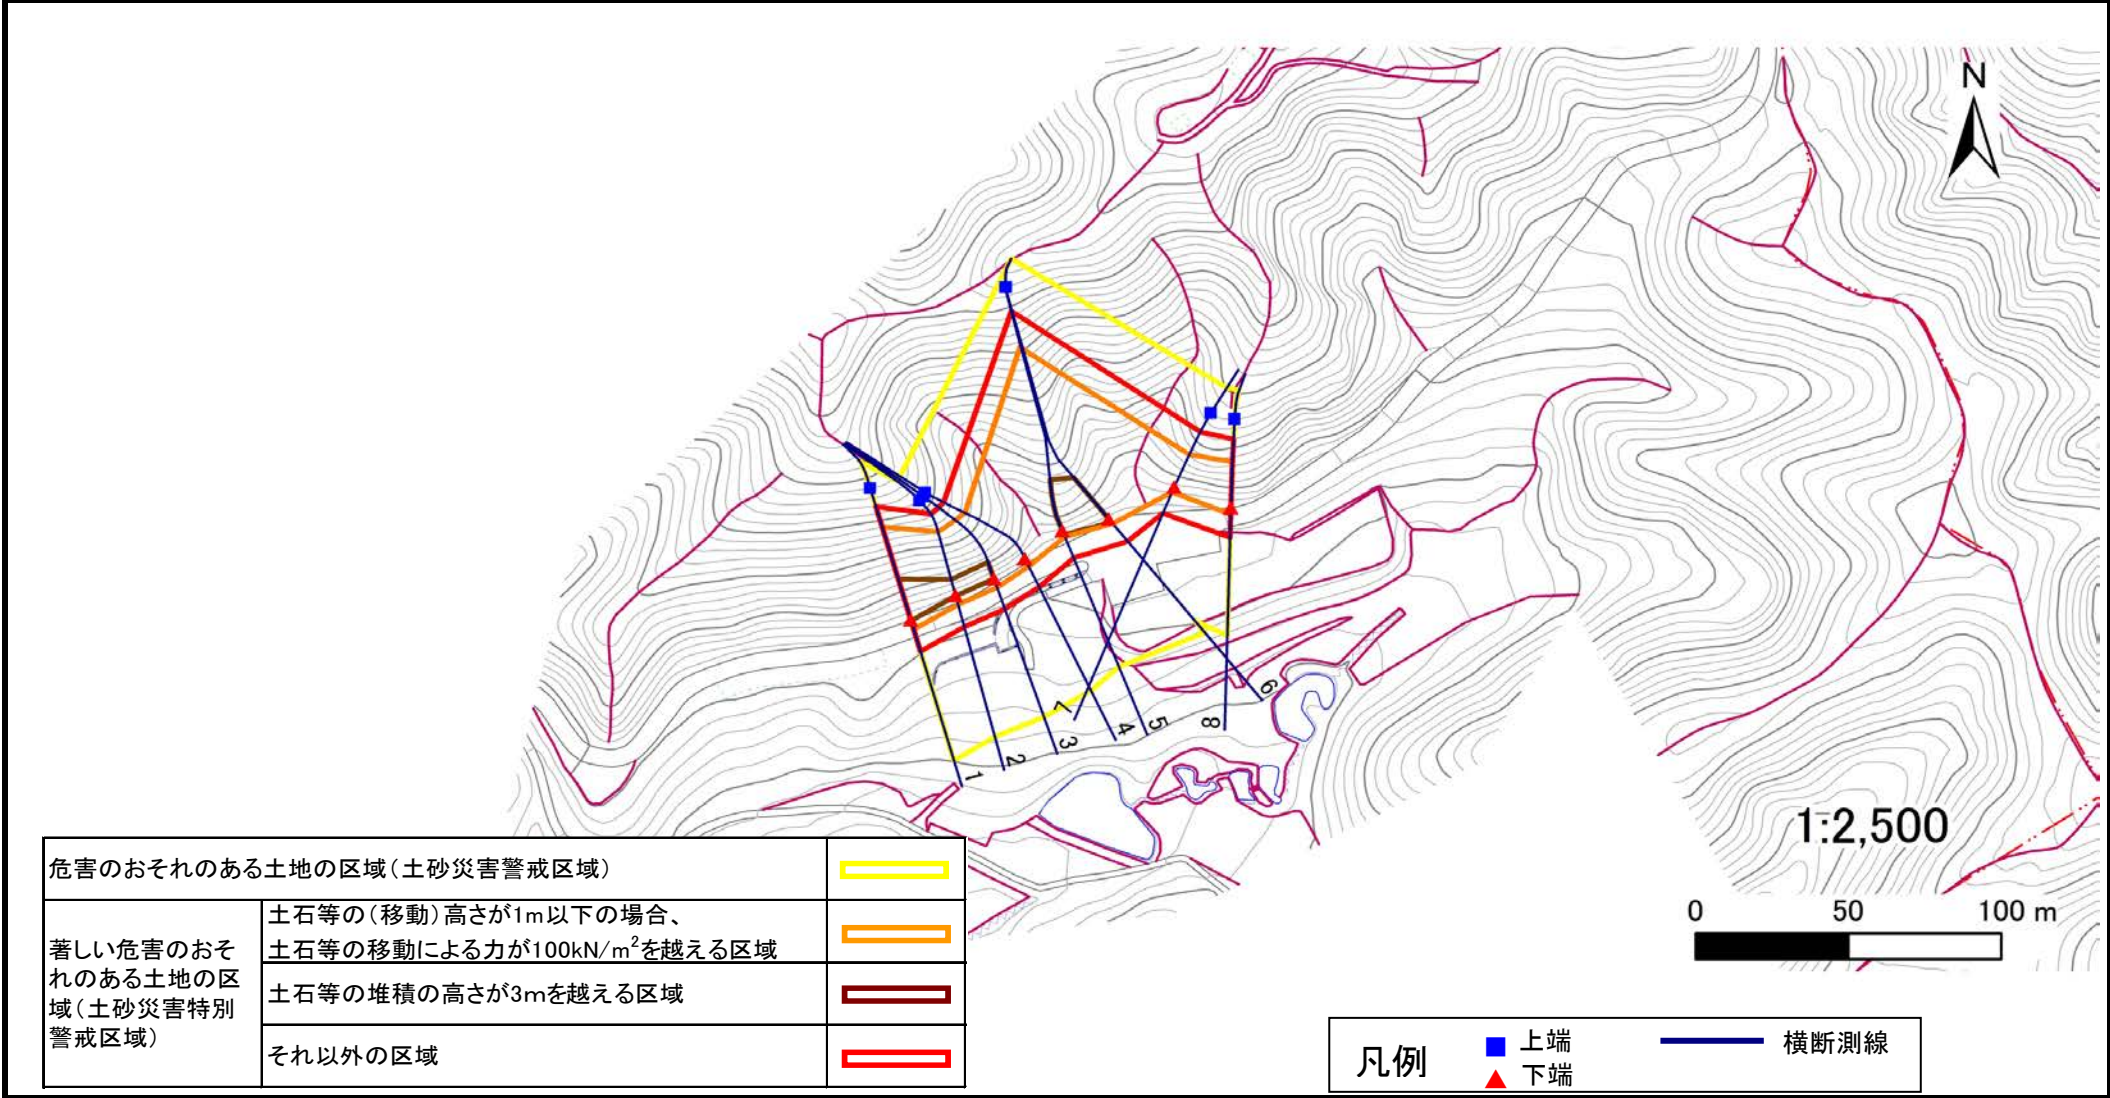 N
1
2
3
4
5
6
7
8
1:2,500
0 50 100 m
危害のおそれのある土地の区域(土砂災害警戒区域)
著しい危害のおそ
れのある土地の区
域(土砂災害特別
警戒区域)
土石等の(移動)高さが1m以下の場合、
土石等の移動による力が100kN/m²を越える区域
土石等の堆積の高さが3mを越える区域
それ以外の区域
凡例
上端
下端
横断測線